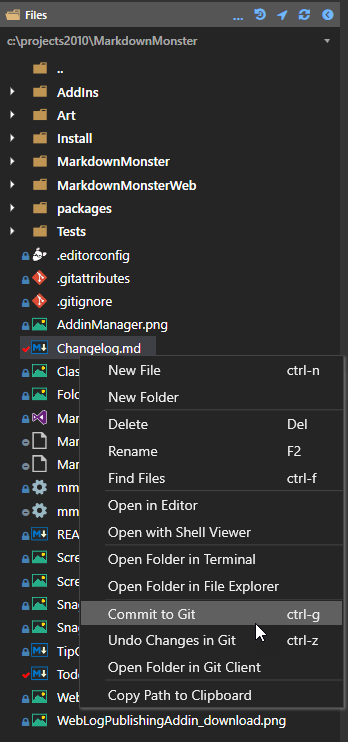 Files
...
c:\projects2010\MarkdownMonster
..
AddIns
Art
Install
MarkdownMonster
MarkdownMonsterWeb
packages
Tests
.editorconfig
.gitattributes
.gitignore
AddinManager.png
Changelog.md
Clas
Fold
Mar
Mar
Mar
mm
mm
REA
Scre
Scre
Snag
Snag
TipO
Todo
Web
WebLogPublishingAddin_download.png
New File ctrl-n
New Folder
Delete Del
Rename F2
Find Files ctrl-f
Open in Editor
Open with Shell Viewer
Open Folder in Terminal
Open Folder in File Explorer
Commit to Git ctrl-g
Undo Changes in Git ctrl-z
Open Folder in Git Client
Copy Path to Clipboard